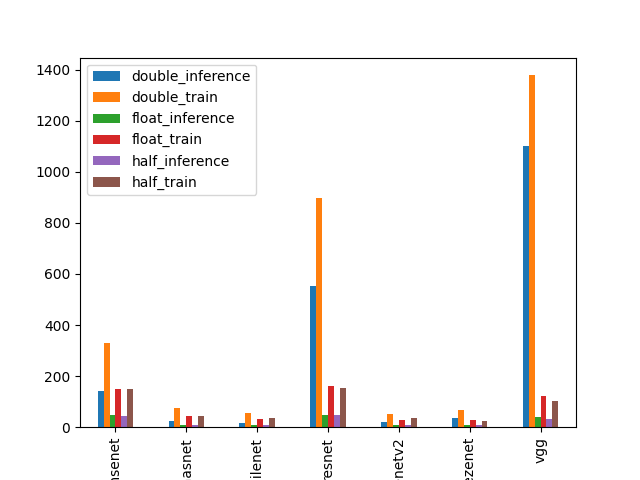 1400
1200
1000
800
600
400
200
0
double_inference
double_train
float_inference
float_train
half_inference
half_train
nsenet
asnet
ilenet
resnet
enetv2
ezenet
vgg